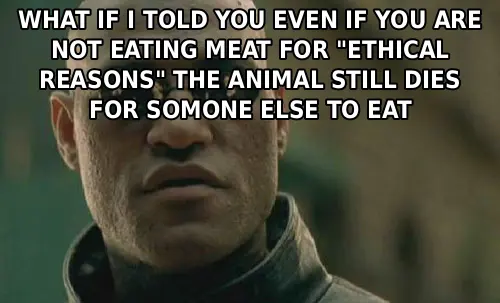 WHAT IF I TOLD YOU EVEN IF YOU ARE
NOT EATING MEAT FOR "ETHICAL
REASONS" THE ANIMAL STILL DIES
FOR SOMONE ELSE TO EAT